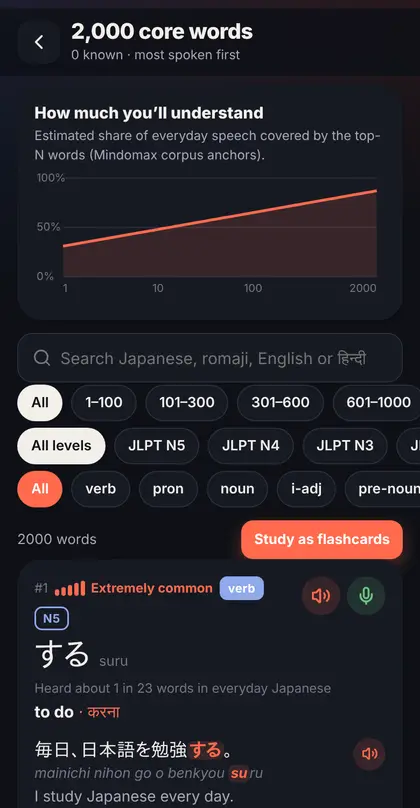 2,000 core words
0 known · most spoken first
How much you’ll understand
Estimated share of everyday speech covered by the top-
N words (Mindomax corpus anchors).
100%
50%
0%
1 10 100 2000
Search Japanese, romaji, English or हिन्दी
All 1–100 101–300 301–600 601–1000
All levels JLPT N5 JLPT N4 JLPT N3
All verb pron noun i-adj pre-noun
2000 words Study as flashcards
#1 Extremely common verb
N5
する suru
Heard about 1 in 23 words in everyday Japanese
to do · करना
毎日、日本語を勉強する。
mainichi nihon go o benkyou suru
I study Japanese every day.